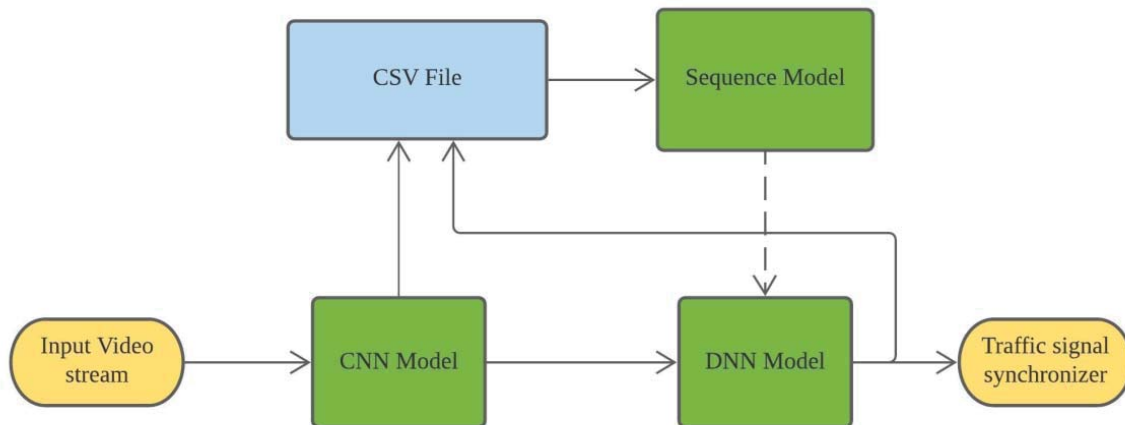 CSV File
Sequence Model
Input Video
stream
CNN Model
DNN Model
Traffic signal
synchronizer